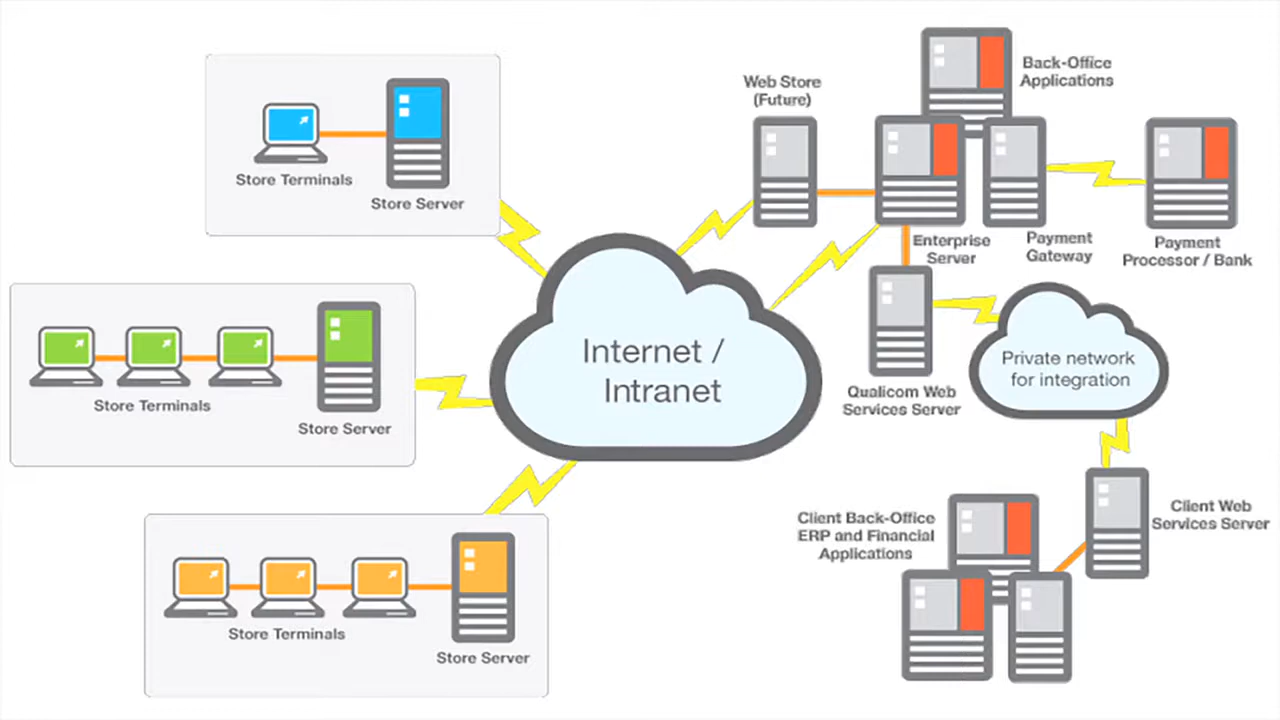 Store Terminals
Store Server
Store Terminals
Store Server
Store Terminals
Store Server
Internet /
Intranet
Web Store
(Future)
Back-Office
Applications
Enterprise
Server
Payment
Gateway
Payment
Processor / Bank
Qualicom Web
Services Server
Private network
for integration
Client Web
Services Server
Client Back-Office
ERP and Financial
Applications